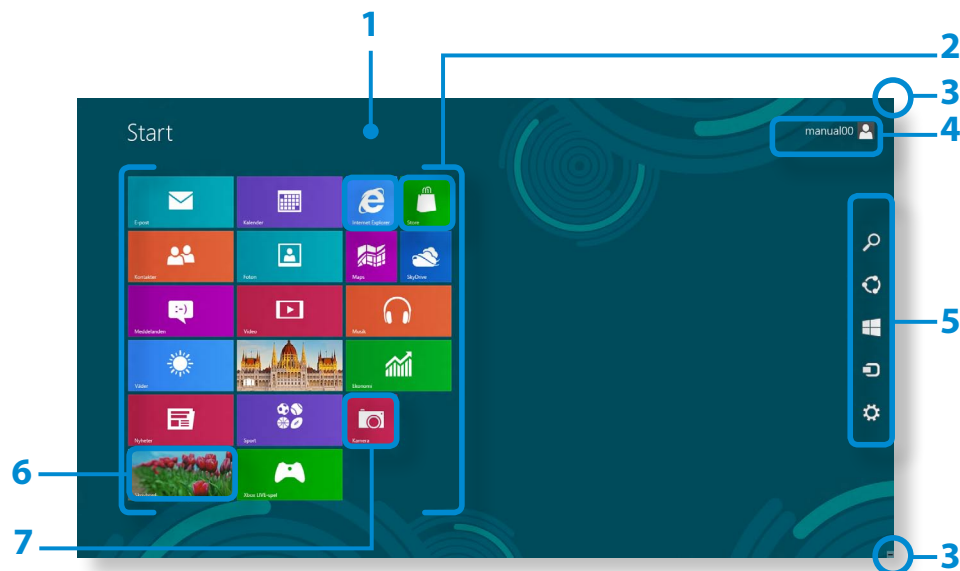 1
2
3
Start
manual00
4
E-post
Kalender
Internet Explorer
Store
Kontakter
Foton
Maps
SkyDrive
5
Meddelanden
Video
Musik
Väder
Ekonomi
Nyheter
Sport
Kamera
6
Skrivbord
Xbox LIVE-spel
7
3